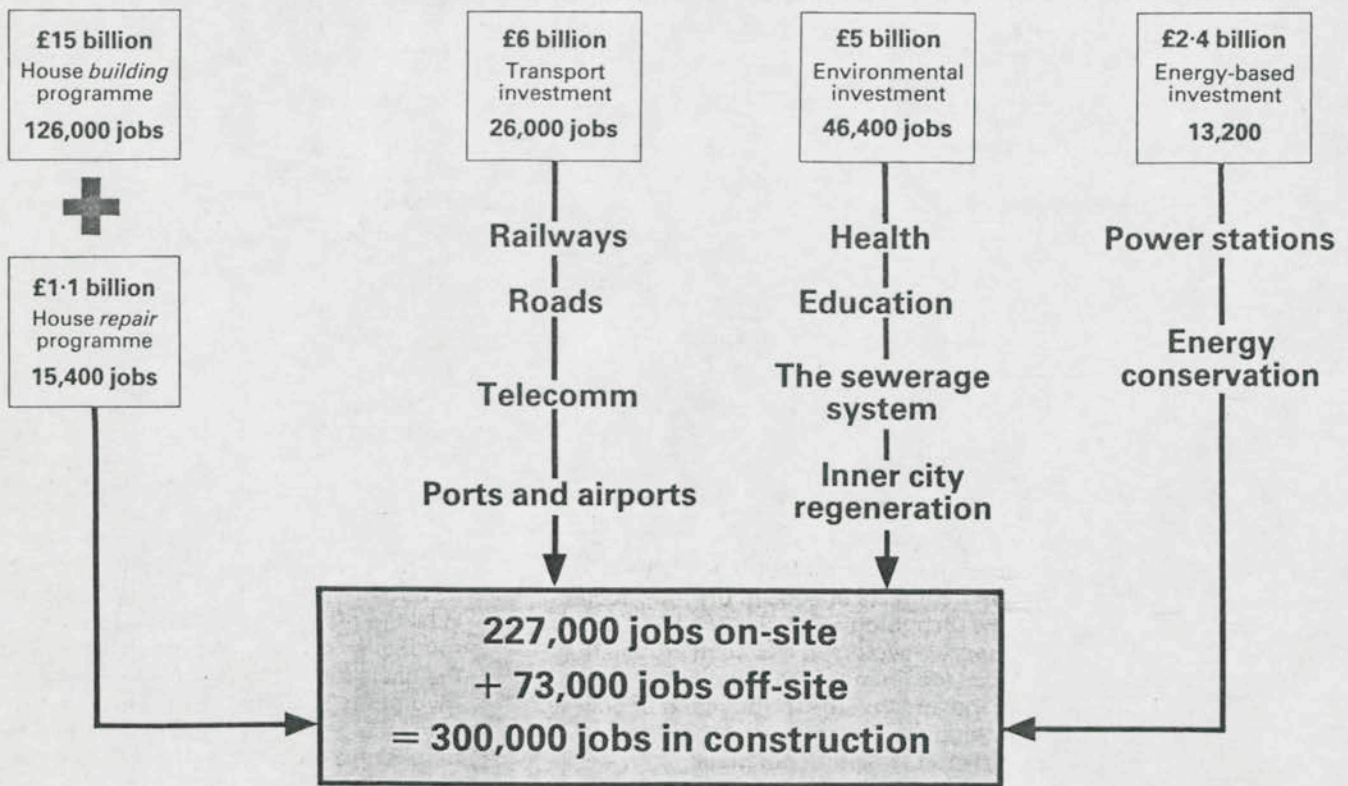 £15 billion
House building
programme
126,000 jobs
+
£1·1 billion
House repair
programme
15,400 jobs
£6 billion
Transport
investment
26,000 jobs
Railways
Roads
Telecomm
Ports and airports
£5 billion
Environmental
investment
46,400 jobs
Health
Education
The sewerage
system
Inner city
regeneration
£2·4 billion
Energy-based
investment
13,200
Power stations
Energy
conservation
227,000 jobs on-site
+ 73,000 jobs off-site
= 300,000 jobs in construction